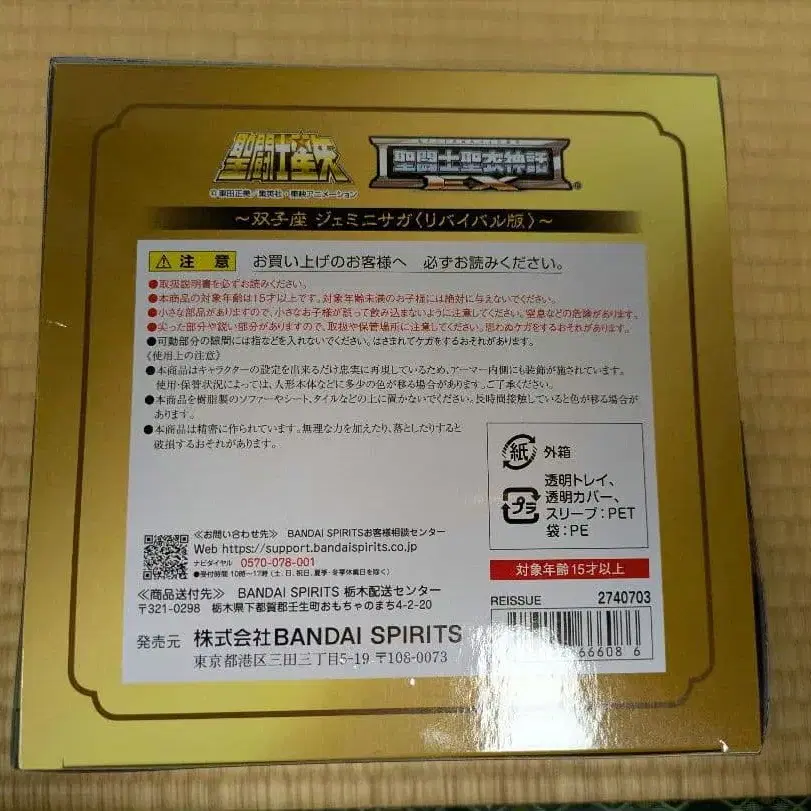 聖闘士星矢
聖闘士聖衣神話
EX
©車田正美/集英社・東映アニメーション
～双子座 ジェミニサガ〈リバイバル版〉～
注 意 お買い上げのお客様へ 必ずお読みください。
●取扱説明書を必ずお読みください。
●本商品の対象年齢は15才以上です。対象年齢未満のお子様には絶対に与えないでください。
●小さな部品がありますので、小さなお子様が誤って飲み込まないように注意してください。窒息などの危険があります。
●尖った部分や鋭い部分がありますので、取扱や保管場所に注意してください。思わぬケガをするおそれがあります。
●可動部分の隙間には指などを入れないでください。はさまれてケガをするおそれがあります。
《使用上の注意》
●本商品はキャラクターの設定を出来るだけ忠実に再現しているため、アーマー内側にも装飾が施されています。
使用・保管状況によっては、人形本体などに多少の色が移る場合があります。ご了承ください。
●本商品を樹脂製のソファーやシート、タイルなどの上に置かないでください。長時間接触していると色が移る場合が
あります。
●本商品は精密に作られています。無理な力を加えたり、落としたりすると
破損するおそれがあります。
紙 外箱
プラ 透明トレイ、
透明カバー、
スリーブ:PET
袋:PE
≪お問い合わせ先≫ BANDAI SPIRITSお客様相談センター
Web https://support.bandaispirits.co.jp
ナビダイヤル 0570-078-001
●受付時間 10時～17時(土、日、祝日、夏季・冬季休業日を除く)
≪商品送付先≫ BANDAI SPIRITS 栃木配送センター
〒321-0298 栃木県下都賀郡壬生町おもちゃのまち4-2-20
対象年齢15才以上
REISSUE 2740703
発売元 株式会社BANDAI SPIRITS
東京都港区三田三丁目5-19 〒108-0073